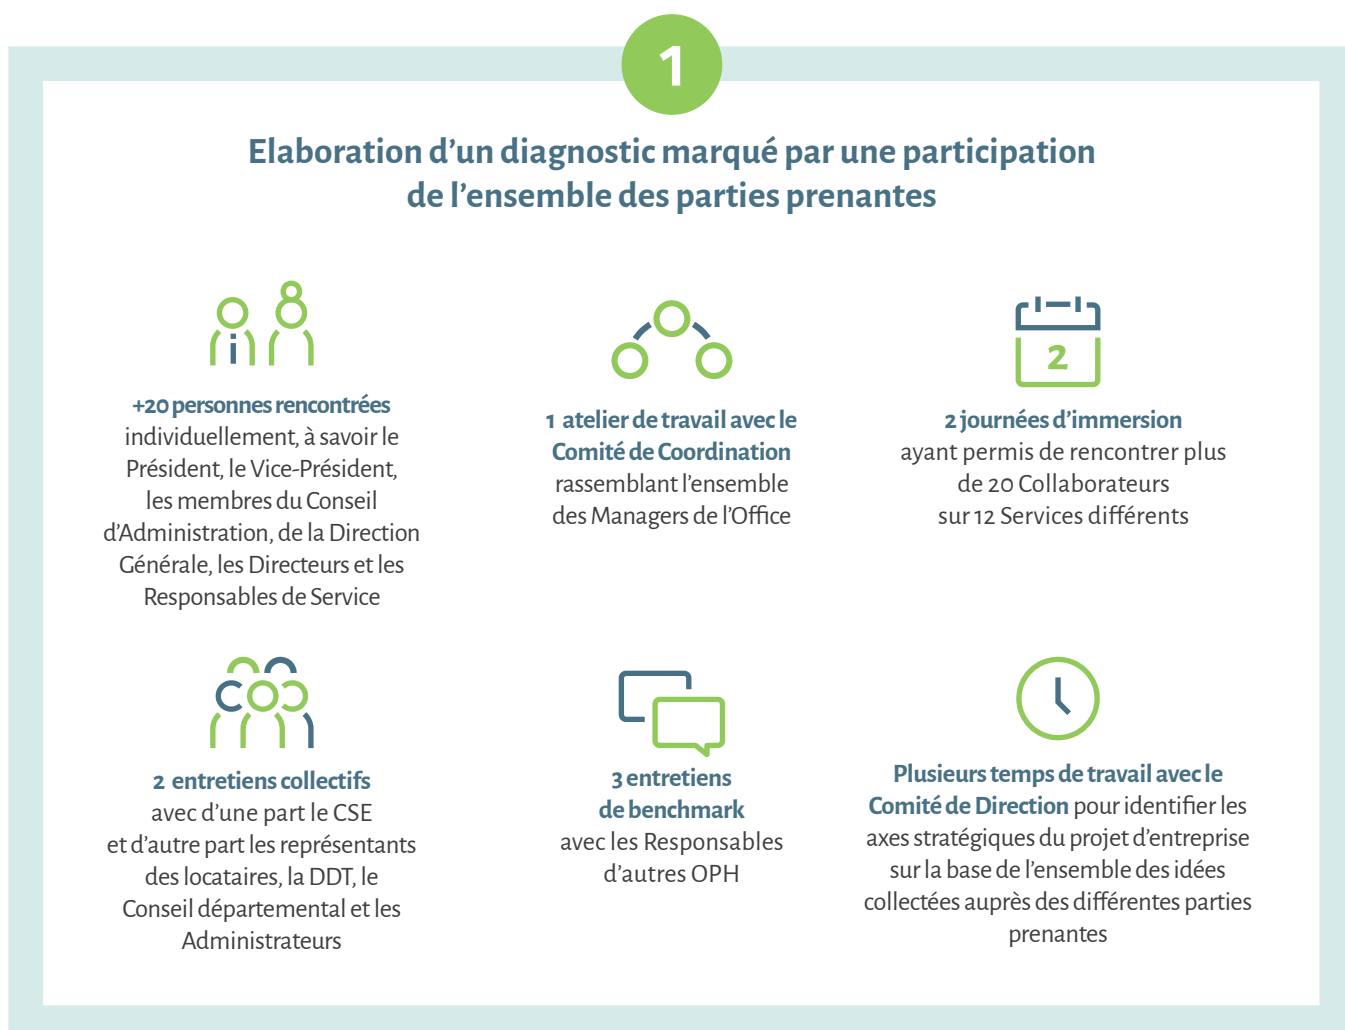 1
Elaboration d’un diagnostic marqué par une participation
de l’ensemble des parties prenantes
+20 personnes rencontrées
individuellement, à savoir le
Président, le Vice-Président,
les membres du Conseil
d’Administration, de la Direction
Générale, les Directeurs et les
Responsables de Service
1 atelier de travail avec le
Comité de Coordination
rassemblant l’ensemble
des Managers de l’Office
2
2 journées d’immersion
ayant permis de rencontrer plus
de 20 Collaborateurs
sur 12 Services différents
2 entretiens collectifs
avec d’une part le CSE
et d’autre part les représentants
des locataires, la DDT, le
Conseil départemental et les
Administrateurs
3 entretiens
de benchmark
avec les Responsables
d’autres OPH
Plusieurs temps de travail avec le
Comité de Direction pour identifier les
axes stratégiques du projet d’entreprise
sur la base de l’ensemble des idées
collectées auprès des différentes parties
prenantes